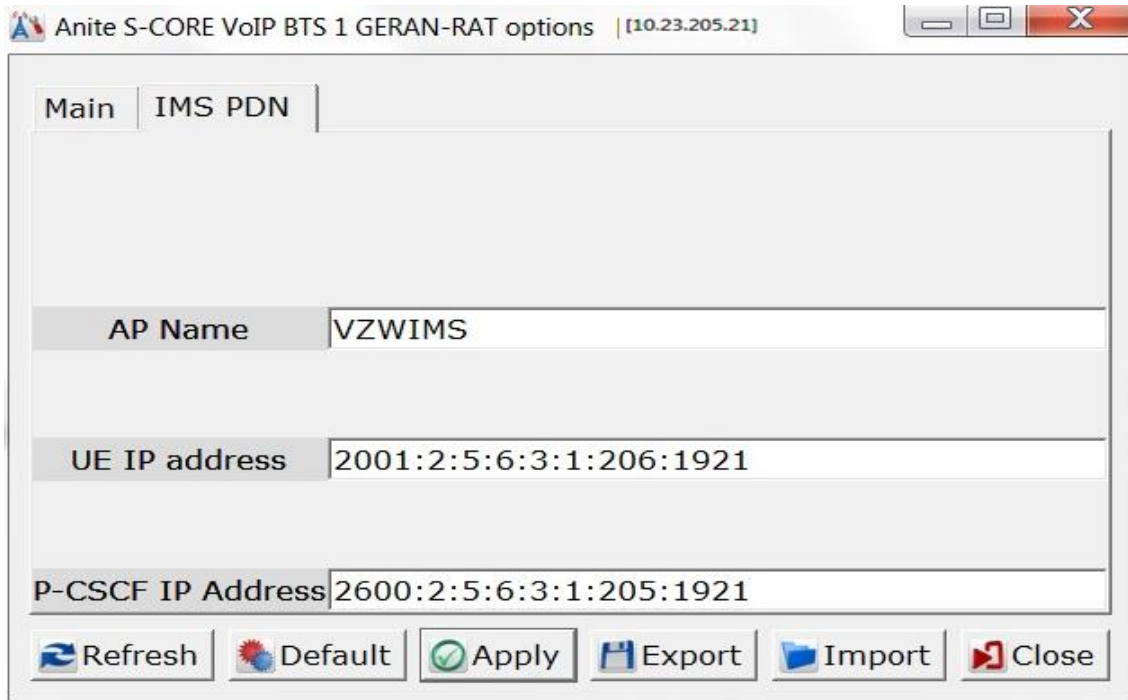 Anite S-CORE VoIP BTS 1 GERAN-RAT options | [10.23.205.21]
Main IMS PDN
AP Name VZWIMS
UE IP address 2001:2:5:6:3:1:206:1921
P-CSCF IP Address 2600:2:5:6:3:1:205:1921
Refresh Default Apply Export Import Close